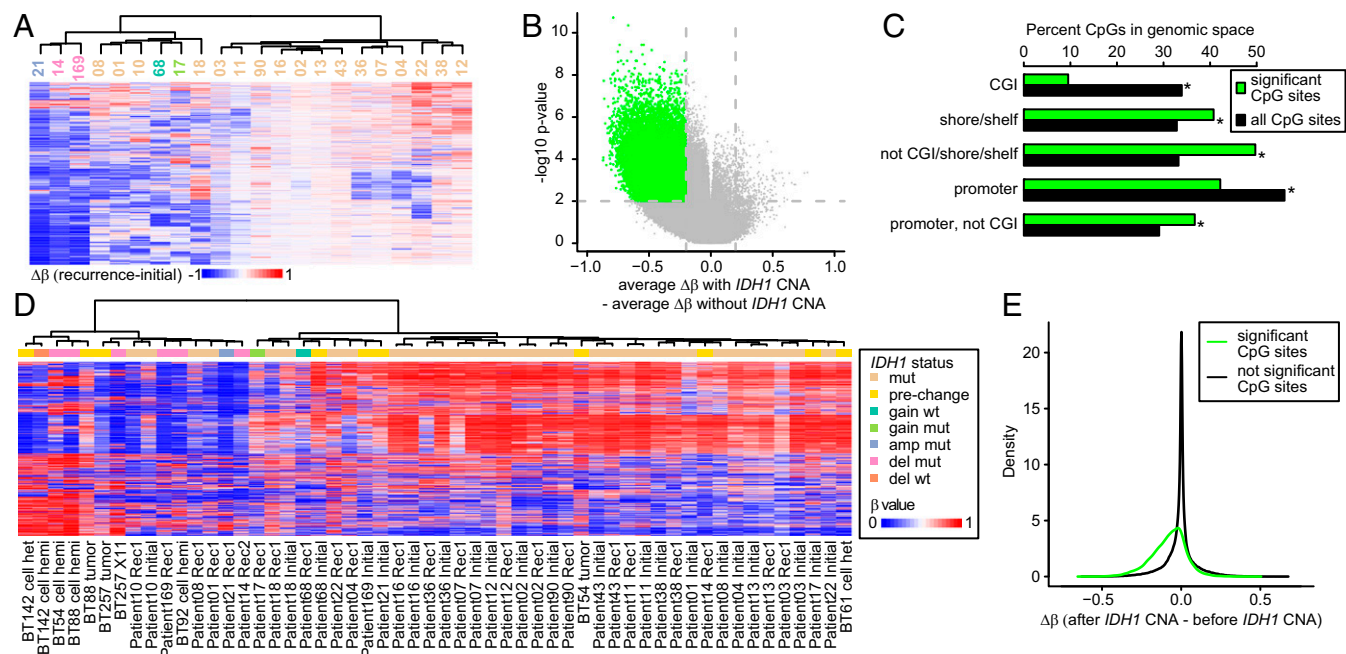 A
21 14 169 08 01 10 68 17 18 03 11 90 16 02 13 43 36 07 04 22 38 12
Δβ (recurrence-initial) -1 1
B
-log10 p-value
10
8
6
4
2
0
−1.0 −0.5 0.0 0.5 1.0
average Δβ with IDH1 CNA
- average Δβ without IDH1 CNA
C
Percent CpGs in genomic space
0 10 20 30 40 50
CGI
*
shore/shelf
*
not CGI/shore/shelf
*
promoter
*
promoter, not CGI
*
significant
CpG sites
all CpG sites
D
IDH1 status
mut
pre-change
gain wt
gain mut
amp mut
del mut
del wt
β value
0 1
BT142 cell het
BT142 cell hemi
BT54 cell hemi
BT88 cell hemi
BT88 tumor
BT257 tumor
BT257 X11
Patient10 Rec1
Patient10 Initial
Patient169 Rec1
BT92 cell hemi
Patient08 Rec1
Patient01 Rec1
Patient21 Rec1
Patient14 Rec2
Patient17 Rec1
Patient18 Rec1
Patient18 Initial
Patient68 Rec1
Patient68 Initial
Patient22 Rec1
Patient04 Rec1
Patient169 Initial
Patient21 Initial
Patient16 Initial
Patient16 Rec1
Patient36 Rec1
Patient36 Initial
Patient07 Rec1
Patient07 Initial
Patient12 Initial
Patient12 Rec1
Patient02 Initial
Patient02 Rec1
Patient90 Initial
Patient90 Rec1
BT54 tumor
Patient43 Initial
Patient43 Rec1
Patient11 Rec1
Patient11 Initial
Patient38 Initial
Patient38 Rec1
Patient01 Initial
Patient14 Rec1
Patient08 Initial
Patient04 Initial
Patient13 Initial
Patient13 Rec1
Patient03 Rec1
Patient03 Initial
Patient17 Initial
Patient22 Initial
BT61 cell het
E
significant
CpG sites
not significant
CpG sites
Density
20
15
10
5
0
−0.5 0.0 0.5
Δβ (after IDH1 CNA - before IDH1 CNA)